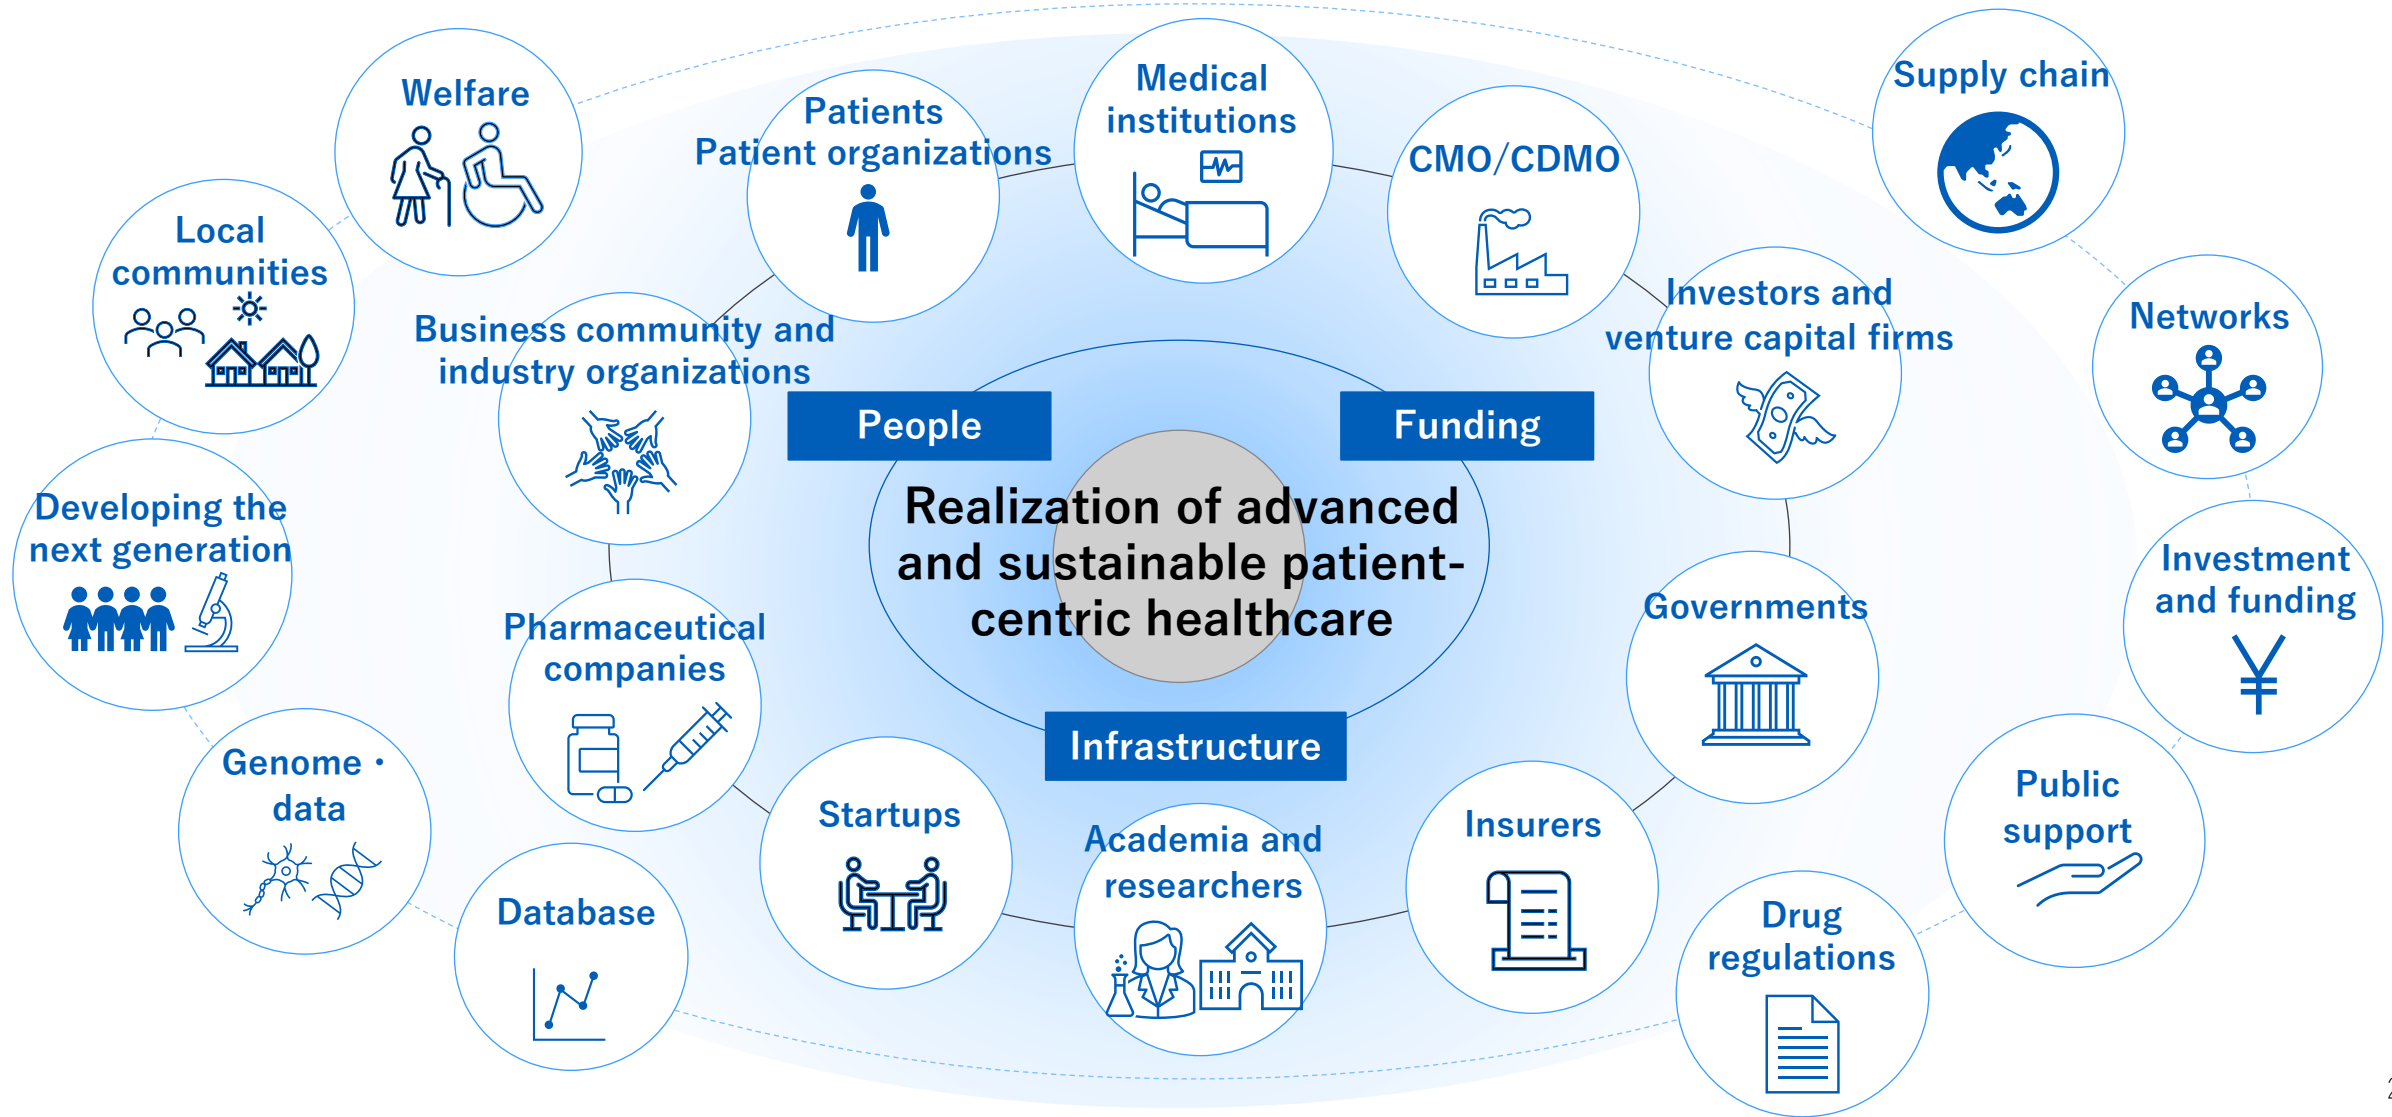 Welfare
Patients
Patient organizations
Medical
institutions
CMO/CDMO
Supply chain
Local
communities
Business community and
industry organizations
Investors and
venture capital firms
Networks
People
Funding
Realization of advanced
and sustainable patient-
centric healthcare
Developing the
next generation
Pharmaceutical
companies
Governments
Investment
and funding
¥
Infrastructure
Genome・
data
Startups
Academia and
researchers
Insurers
Public
support
Database
Drug
regulations